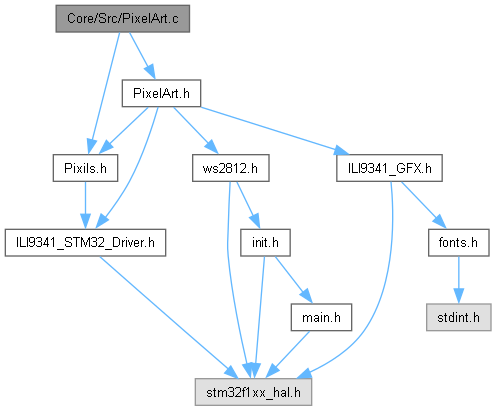 Core/Src/PixelArt.c
PixelArt.h
Pixils.h
ws2812.h
ILI9341_GFX.h
ILI9341_STM32_Driver.h
init.h
fonts.h
main.h
stdint.h
stm32f1xx_hal.h